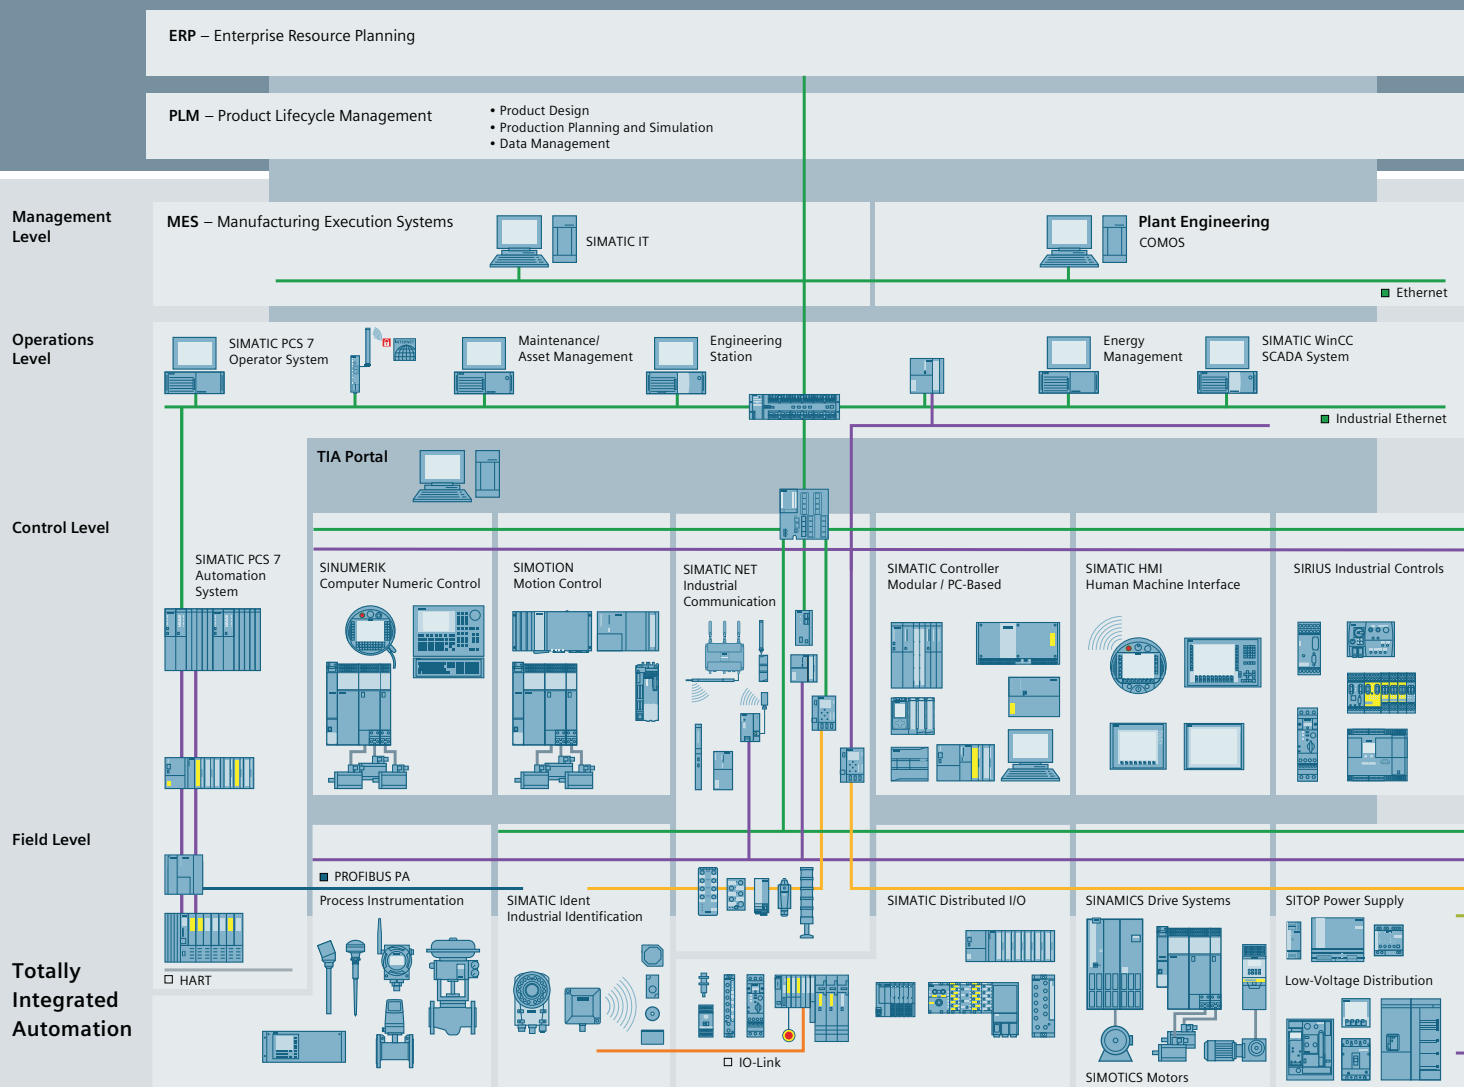 ERP – Enterprise Resource Planning
PLM – Product Lifecycle Management
• Product Design
• Production Planning and Simulation
• Data Management
Management
Level
MES – Manufacturing Execution Systems
SIMATIC IT
Plant Engineering
COMOS
Ethernet
Operations
Level
SIMATIC PCS 7
Operator System
INTERNET
Maintenance/
Asset Management
Engineering
Station
Energy
Management
SIMATIC WinCC
SCADA System
Industrial Ethernet
TIA Portal
Control Level
SIMATIC PCS 7
Automation
System
SINUMERIK
Computer Numeric Control
SIMOTION
Motion Control
SIMATIC NET
Industrial
Communication
SIMATIC Controller
Modular / PC-Based
SIMATIC HMI
Human Machine Interface
SIRIUS Industrial Controls
Field Level
PROFIBUS PA
Process Instrumentation
SIMATIC Ident
Industrial Identification
SIMATIC Distributed I/O
SINAMICS Drive Systems
SITOP Power Supply
Low-Voltage Distribution
HART
Totally
Integrated
Automation
IO-Link
SIMOTICS Motors